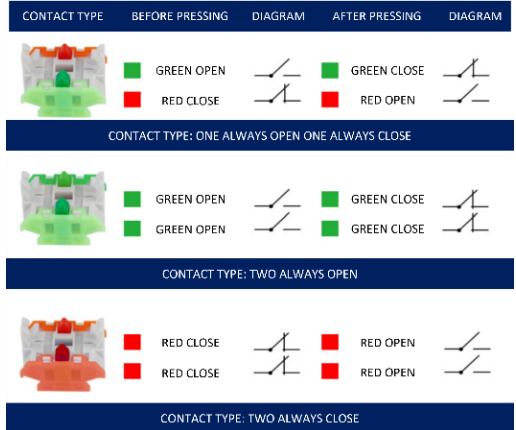 CONTACT TYPE BEFORE PRESSING DIAGRAM AFTER PRESSING DIAGRAM
GREEN OPEN GREEN CLOSE
RED CLOSE RED OPEN
CONTACT TYPE: ONE ALWAYS OPEN ONE ALWAYS CLOSE
GREEN OPEN GREEN CLOSE
GREEN OPEN GREEN CLOSE
CONTACT TYPE: TWO ALWAYS OPEN
RED CLOSE RED OPEN
RED CLOSE RED OPEN
CONTACT TYPE: TWO ALWAYS CLOSE